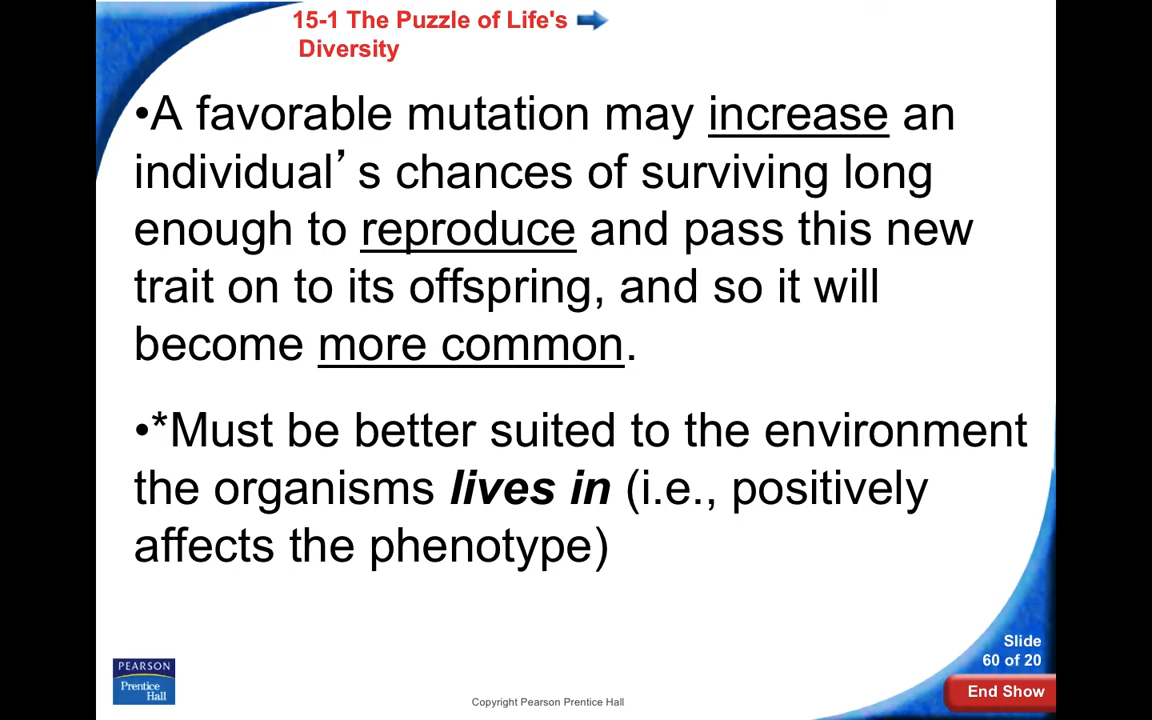 15-1 The Puzzle of Life's
Diversity
•A favorable mutation may increase an
individual’s chances of surviving long
enough to reproduce and pass this new
trait on to its offspring, and so it will
become more common.
•*Must be better suited to the environment
the organisms lives in (i.e., positively
affects the phenotype)
Slide
60 of 20
End Show
PEARSON
Prentice
Hall
Copyright Pearson Prentice Hall